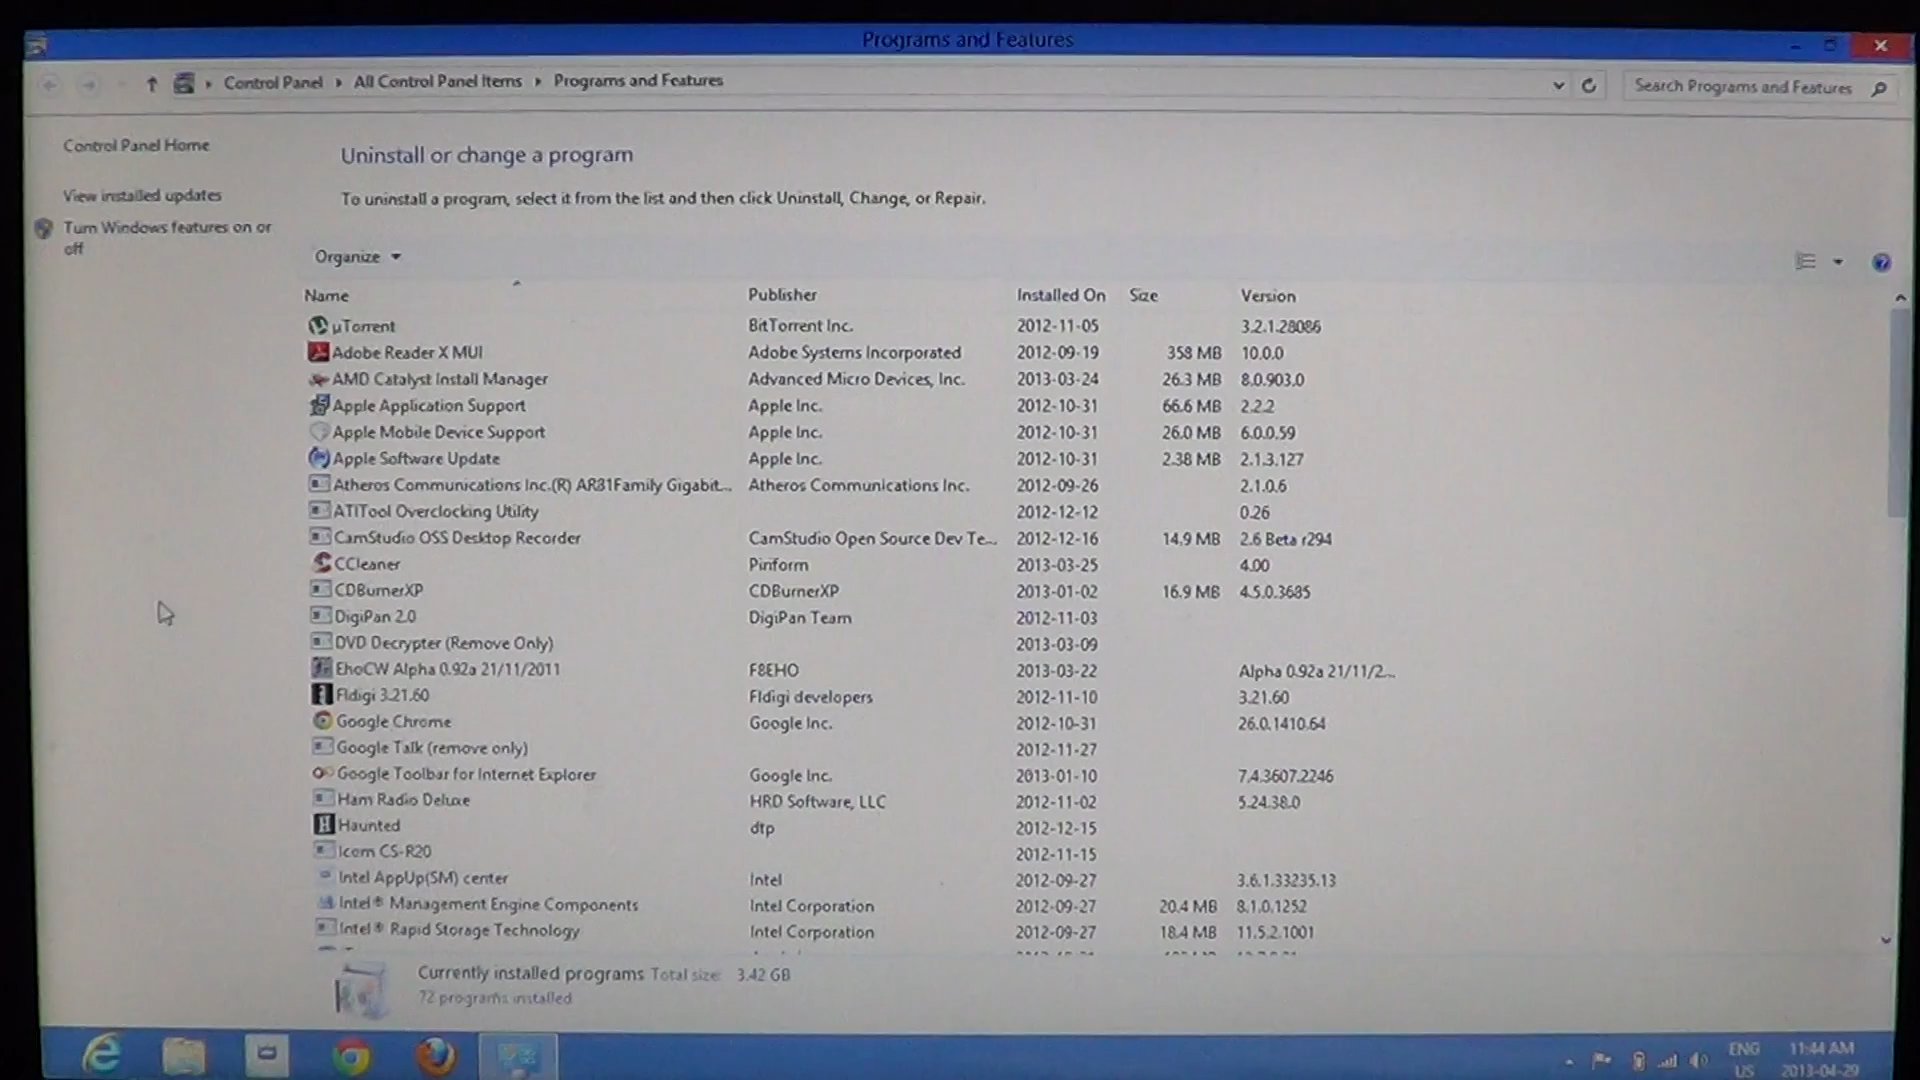 Programs and Features
Control Panel All Control Panel Items Programs and Features Search Programs and Features
Control Panel Home
View installed updates
Turn Windows features on or
off
Uninstall or change a program
To uninstall a program, select it from the list and then click Uninstall, Change, or Repair.
Organize
Name Publisher Installed On Size Version
µTorrent BitTorrent Inc. 2012-11-05 3.2.1.28086
Adobe Reader X MUI Adobe Systems Incorporated 2012-09-19 358 MB 10.0.0
AMD Catalyst Install Manager Advanced Micro Devices, Inc. 2013-03-24 26.3 MB 8.0.903.0
Apple Application Support Apple Inc. 2012-10-31 66.6 MB 2.2.2
Apple Mobile Device Support Apple Inc. 2012-10-31 26.0 MB 6.0.0.59
Apple Software Update Apple Inc. 2012-10-31 2.38 MB 2.1.3.127
Atheros Communications Inc.(R) AR81Family Gigabit... Atheros Communications Inc. 2012-09-26 2.1.0.6
ATITool Overclocking Utility 2012-12-12 0.26
CamStudio OSS Desktop Recorder CamStudio Open Source Dev Te... 2012-12-16 14.9 MB 2.6 Beta r294
CCleaner Piriform 2013-03-25 4.00
CDBurnerXP CDBurnerXP 2013-01-02 16.9 MB 4.5.0.3685
DigiPan 2.0 DigiPan Team 2012-11-03
DVD Decrypter (Remove Only) 2013-03-09
EhoCW Alpha 0.92a 21/11/2011 F8EHO 2013-03-22 Alpha 0.92a 21/11/2...
Fldigi 3.21.60 Fldigi developers 2012-11-10 3.21.60
Google Chrome Google Inc. 2012-10-31 26.0.1410.64
Google Talk (remove only) 2012-11-27
Google Toolbar for Internet Explorer Google Inc. 2013-01-10 7.4.3607.2246
Ham Radio Deluxe HRD Software, LLC 2012-11-02 5.24.38.0
Haunted dtp 2012-12-15
Icom CS-R20 2012-11-15
Intel AppUp(SM) center Intel 2012-09-27 3.6.1.33235.13
Intel® Management Engine Components Intel Corporation 2012-09-27 20.4 MB 8.1.0.1252
Intel® Rapid Storage Technology Intel Corporation 2012-09-27 18.4 MB 11.5.2.1001
Currently installed programs Total size: 3.42 GB
72 programs installed
ENG 11:44 AM
US 2013-04-29